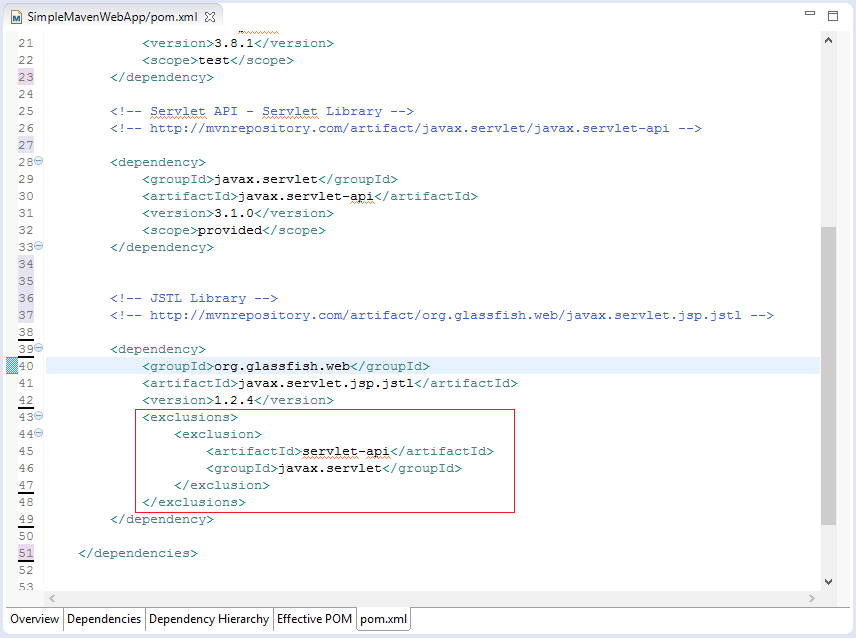 SimpleMavenWebApp/pom.xml
21 <version>3.8.1</version>
22 <scope>test</scope>
23 </dependency>
24
25 <!-- Servlet API - Servlet Library -->
26 <!-- http://mvnrepository.com/artifact/javax.servlet/javax.servlet-api -->
27
28 <dependency>
29 <groupId>javax.servlet</groupId>
30 <artifactId>javax.servlet-api</artifactId>
31 <version>3.1.0</version>
32 <scope>provided</scope>
33 </dependency>
34
35
36 <!-- JSTL Library -->
37 <!-- http://mvnrepository.com/artifact/org.glassfish.web/javax.servlet.jsp.jstl -->
38
39 <dependency>
40 <groupId>org.glassfish.web</groupId>
41 <artifactId>javax.servlet.jsp.jstl</artifactId>
42 <version>1.2.4</version>
43 <exclusions>
44 <exclusion>
45 <artifactId>servlet-api</artifactId>
46 <groupId>javax.servlet</groupId>
47 </exclusion>
48 </exclusions>
49 </dependency>
50
51 </dependencies>
52
53
Overview Dependencies Dependency Hierarchy Effective POM pom.xml